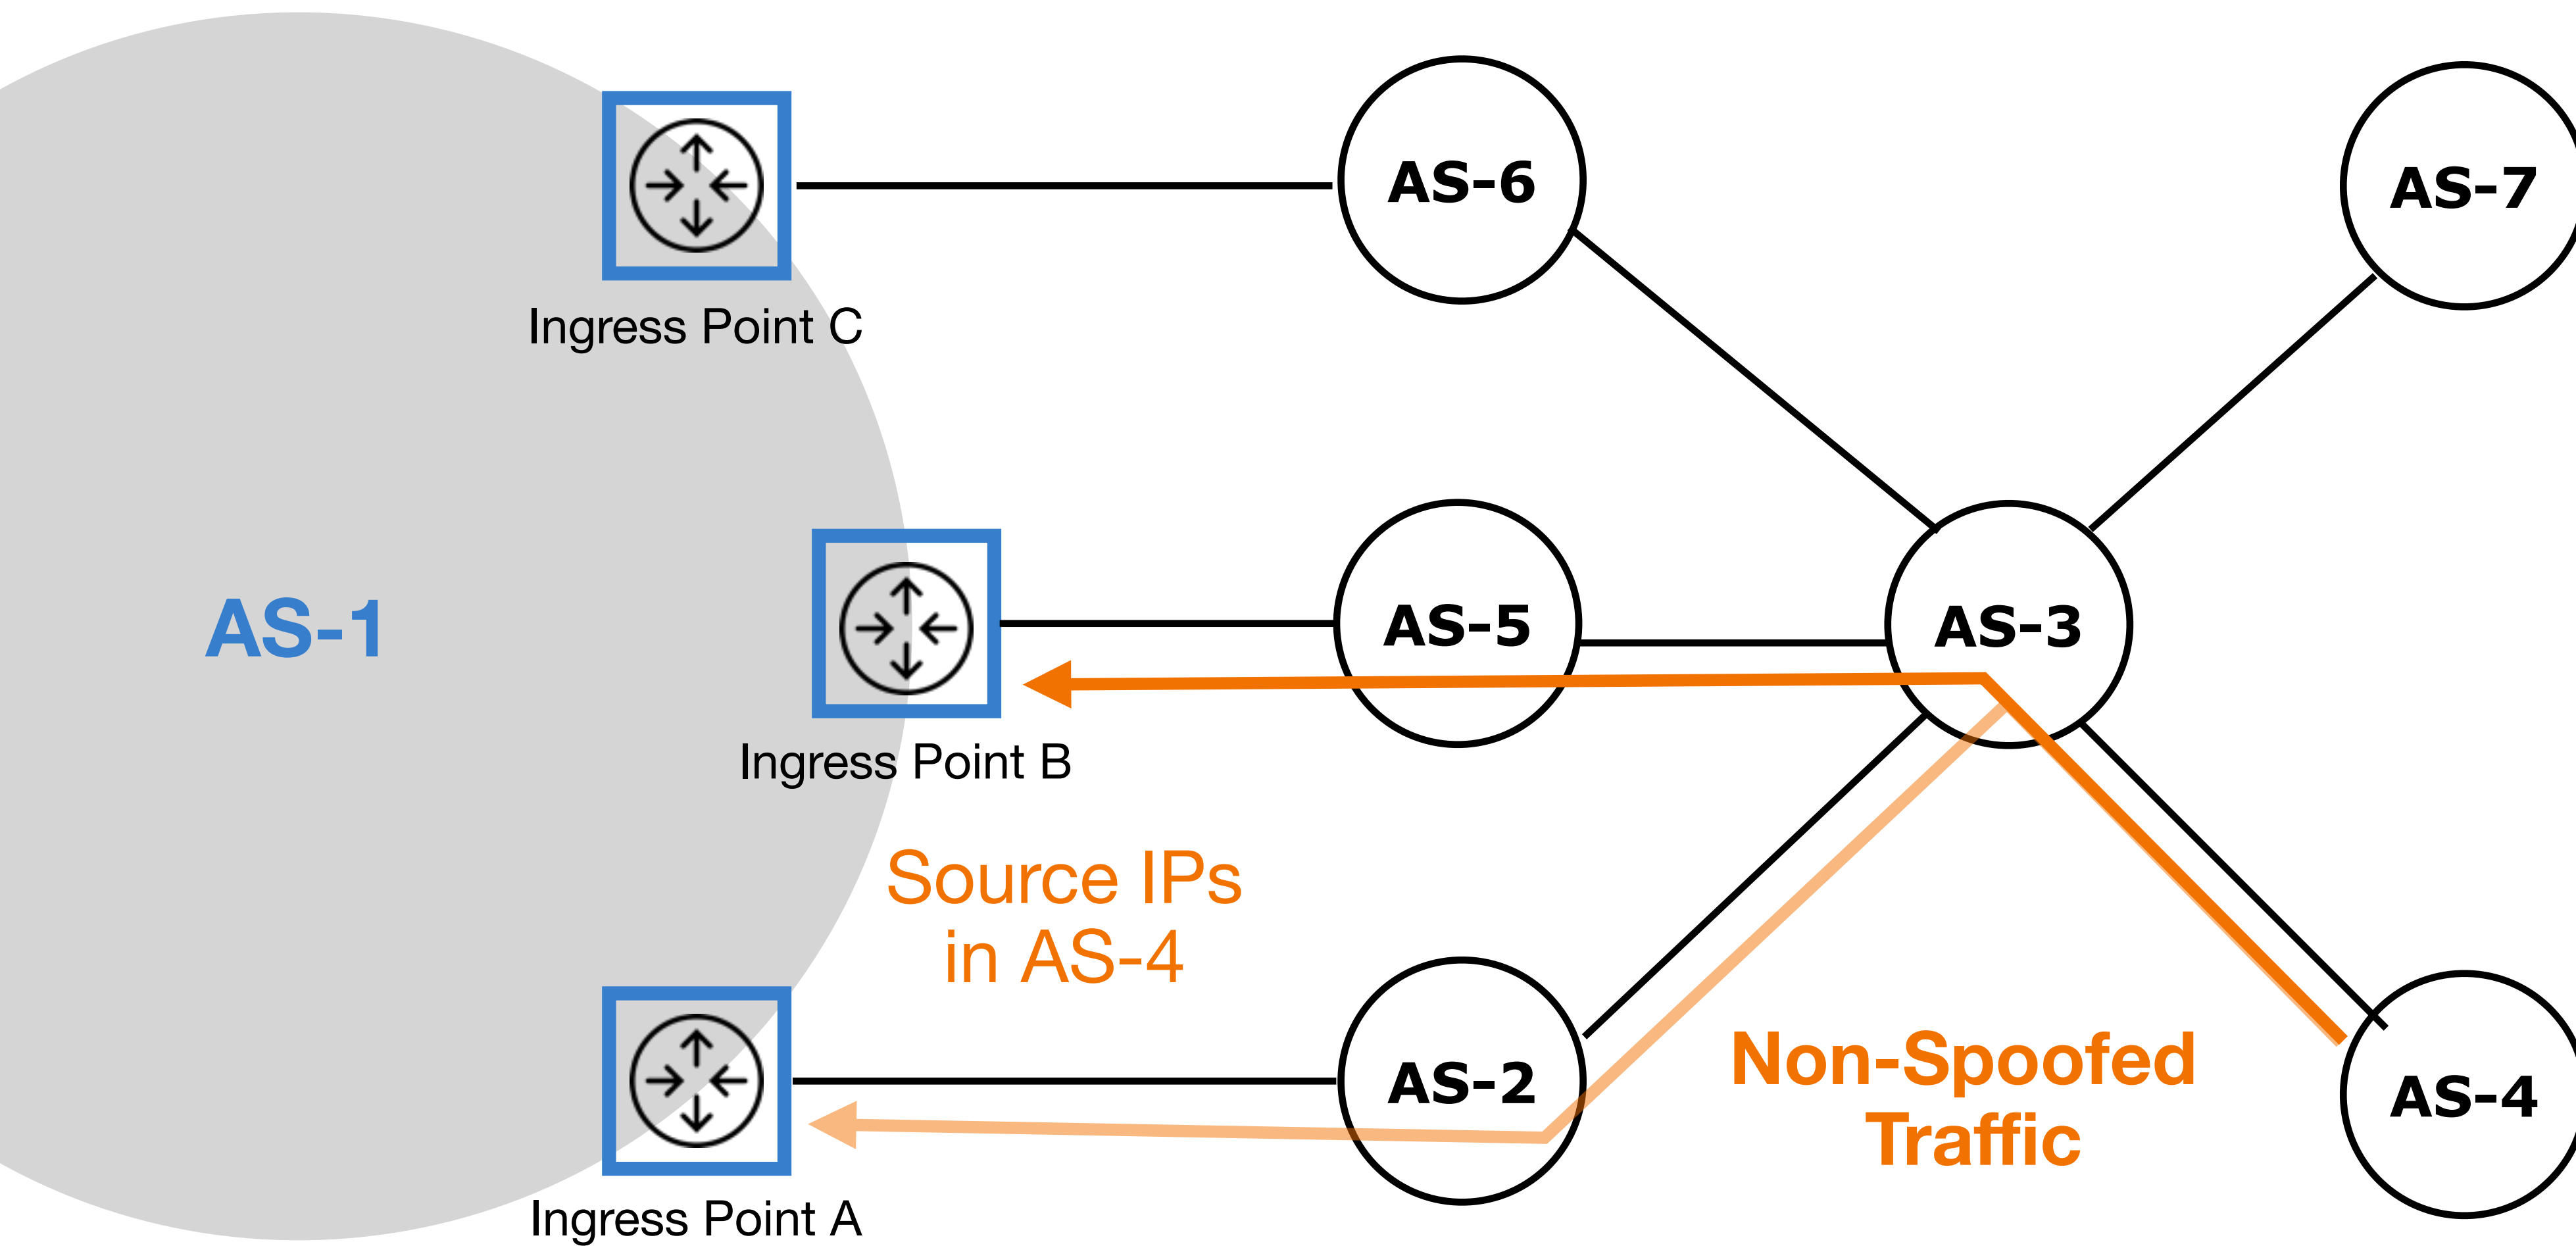 AS-6
AS-7
Ingress Point C
AS-1
AS-5
AS-3
Ingress Point B
Source IPs
in AS-4
Non-Spoofed
Traffic
AS-2
AS-4
Ingress Point A